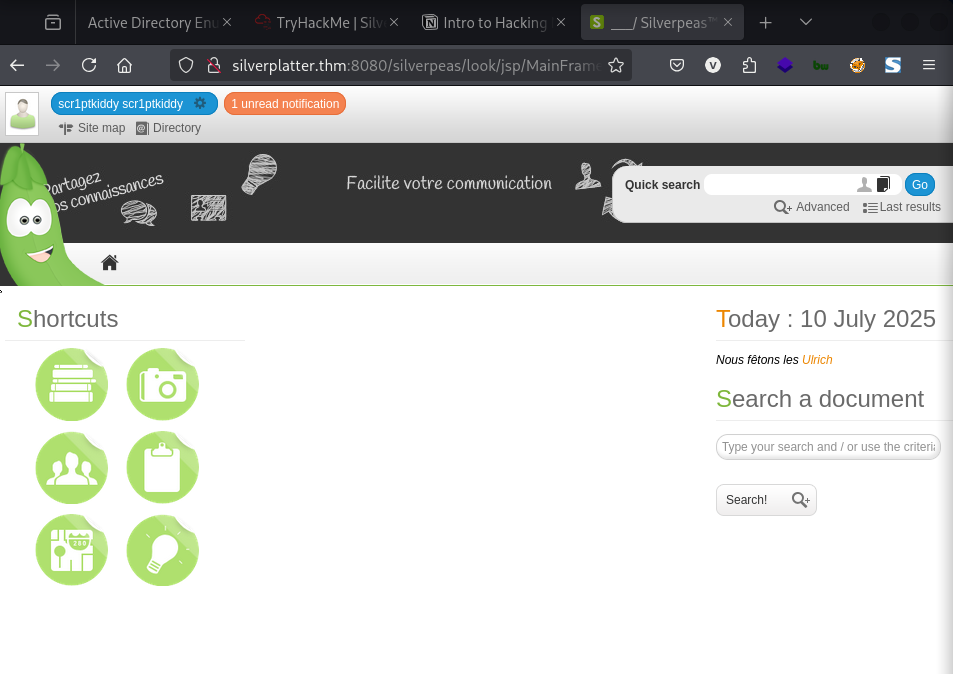 Active Directory Enu
TryHackMe | Silv
Intro to Hacking
S
___/ Silverpeas™
silverplatter.thm:8080/silverpeas/look/jsp/MainFrame
scr1ptkiddy scr1ptkiddy
1 unread notification
Site map
Directory
Partagez
vos connaissances
Facilite votre communication
Quick search
Go
Advanced
Last results
Shortcuts
Today : 10 July 2025
Nous fêtons les Ulrich
Search a document
Type your search and / or use the criteria
Search!